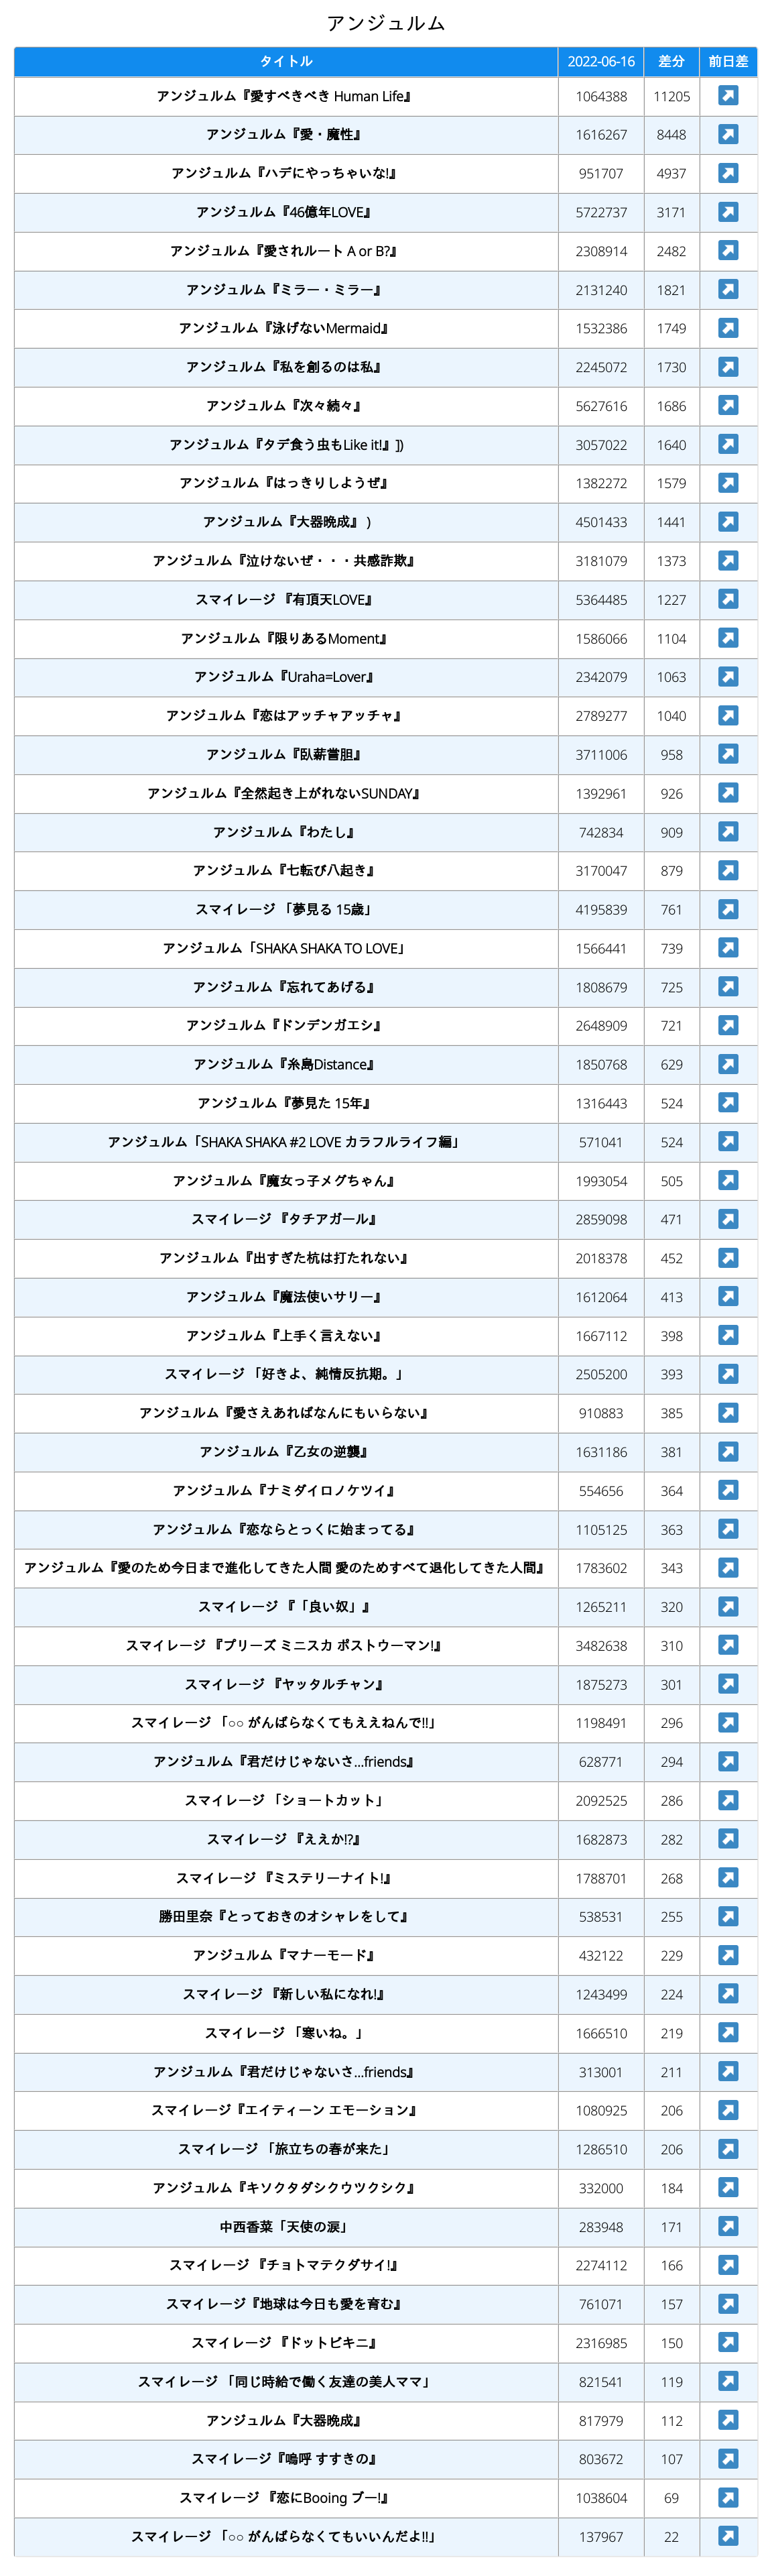 アンジュルム
タイトル 2022-06-16 差分 前日差
アンジュルム『愛すべきべき Human Life』 1064388 11205
アンジュルム『愛・魔性』 1616267 8448
アンジュルム『ハデにやっちゃいな!』 951707 4937
アンジュルム『46億年LOVE』 5722737 3171
アンジュルム『愛されルート A or B?』 2308914 2482
アンジュルム『ミラー・ミラー』 2131240 1821
アンジュルム『泳げないMermaid』 1532386 1749
アンジュルム『私を創るのは私』 2245072 1730
アンジュルム『次々続々』 5627616 1686
アンジュルム『タデ食う虫もLike it!』]) 3057022 1640
アンジュルム『はっきりしようぜ』 1382272 1579
アンジュルム『大器晩成』 ) 4501433 1441
アンジュルム『泣けないぜ・・・共感詐欺』 3181079 1373
スマイレージ 『有頂天LOVE』 5364485 1227
アンジュルム『限りあるMoment』 1586066 1104
アンジュルム『Uraha=Lover』 2342079 1063
アンジュルム『恋はアッチャアッチャ』 2789277 1040
アンジュルム『臥薪嘗胆』 3711006 958
アンジュルム『全然起き上がれないSUNDAY』 1392961 926
アンジュルム『わたし』 742834 909
アンジュルム『七転び八起き』 3170047 879
スマイレージ 「夢見る 15歳」 4195839 761
アンジュルム「SHAKA SHAKA TO LOVE」 1566441 739
アンジュルム『忘れてあげる』 1808679 725
アンジュルム『ドンデンガエシ』 2648909 721
アンジュルム『糸島Distance』 1850768 629
アンジュルム『夢見た 15年』 1316443 524
アンジュルム「SHAKA SHAKA #2 LOVE カラフルライフ編」 571041 524
アンジュルム『魔女っ子メグちゃん』 1993054 505
スマイレージ 『タチアガール』 2859098 471
アンジュルム『出すぎた杭は打たれない』 2018378 452
アンジュルム『魔法使いサリー』 1612064 413
アンジュルム『上手く言えない』 1667112 398
スマイレージ 「好きよ、純情反抗期。」 2505200 393
アンジュルム『愛さえあればなんにもいらない』 910883 385
アンジュルム『乙女の逆襲』 1631186 381
アンジュルム『ナミダイロノケツイ』 554656 364
アンジュルム『恋ならとっくに始まってる』 1105125 363
アンジュルム『愛のため今日まで進化してきた人間 愛のためすべて退化してきた人間』 1783602 343
スマイレージ 『「良い奴」』 1265211 320
スマイレージ 『プリーズ ミニスカ ポストウーマン!』 3482638 310
スマイレージ 『ヤッタルチャン』 1875273 301
スマイレージ 「○○ がんばらなくてもええねんで!!」 1198491 296
アンジュルム『君だけじゃないさ...friends』 628771 294
スマイレージ 「ショートカット」 2092525 286
スマイレージ 『ええか!?』 1682873 282
スマイレージ 『ミステリーナイト!』 1788701 268
勝田里奈『とっておきのオシャレをして』 538531 255
アンジュルム『マナーモード』 432122 229
スマイレージ 『新しい私になれ!』 1243499 224
スマイレージ 「寒いね。」 1666510 219
アンジュルム『君だけじゃないさ...friends』 313001 211
スマイレージ『エイティーン エモーション』 1080925 206
スマイレージ 「旅立ちの春が来た」 1286510 206
アンジュルム『キソクタダシクウツクシク』 332000 184
中西香菜「天使の涙」 283948 171
スマイレージ 『チョトマテクダサイ!』 2274112 166
スマイレージ『地球は今日も愛を育む』 761071 157
スマイレージ 『ドットビキニ』 2316985 150
スマイレージ 「同じ時給で働く友達の美人ママ」 821541 119
アンジュルム『大器晩成』 817979 112
スマイレージ『嗚呼 すすきの』 803672 107
スマイレージ 『恋にBooing ブー!』 1038604 69
スマイレージ 「○○ がんばらなくてもいいんだよ!!」 137967 22